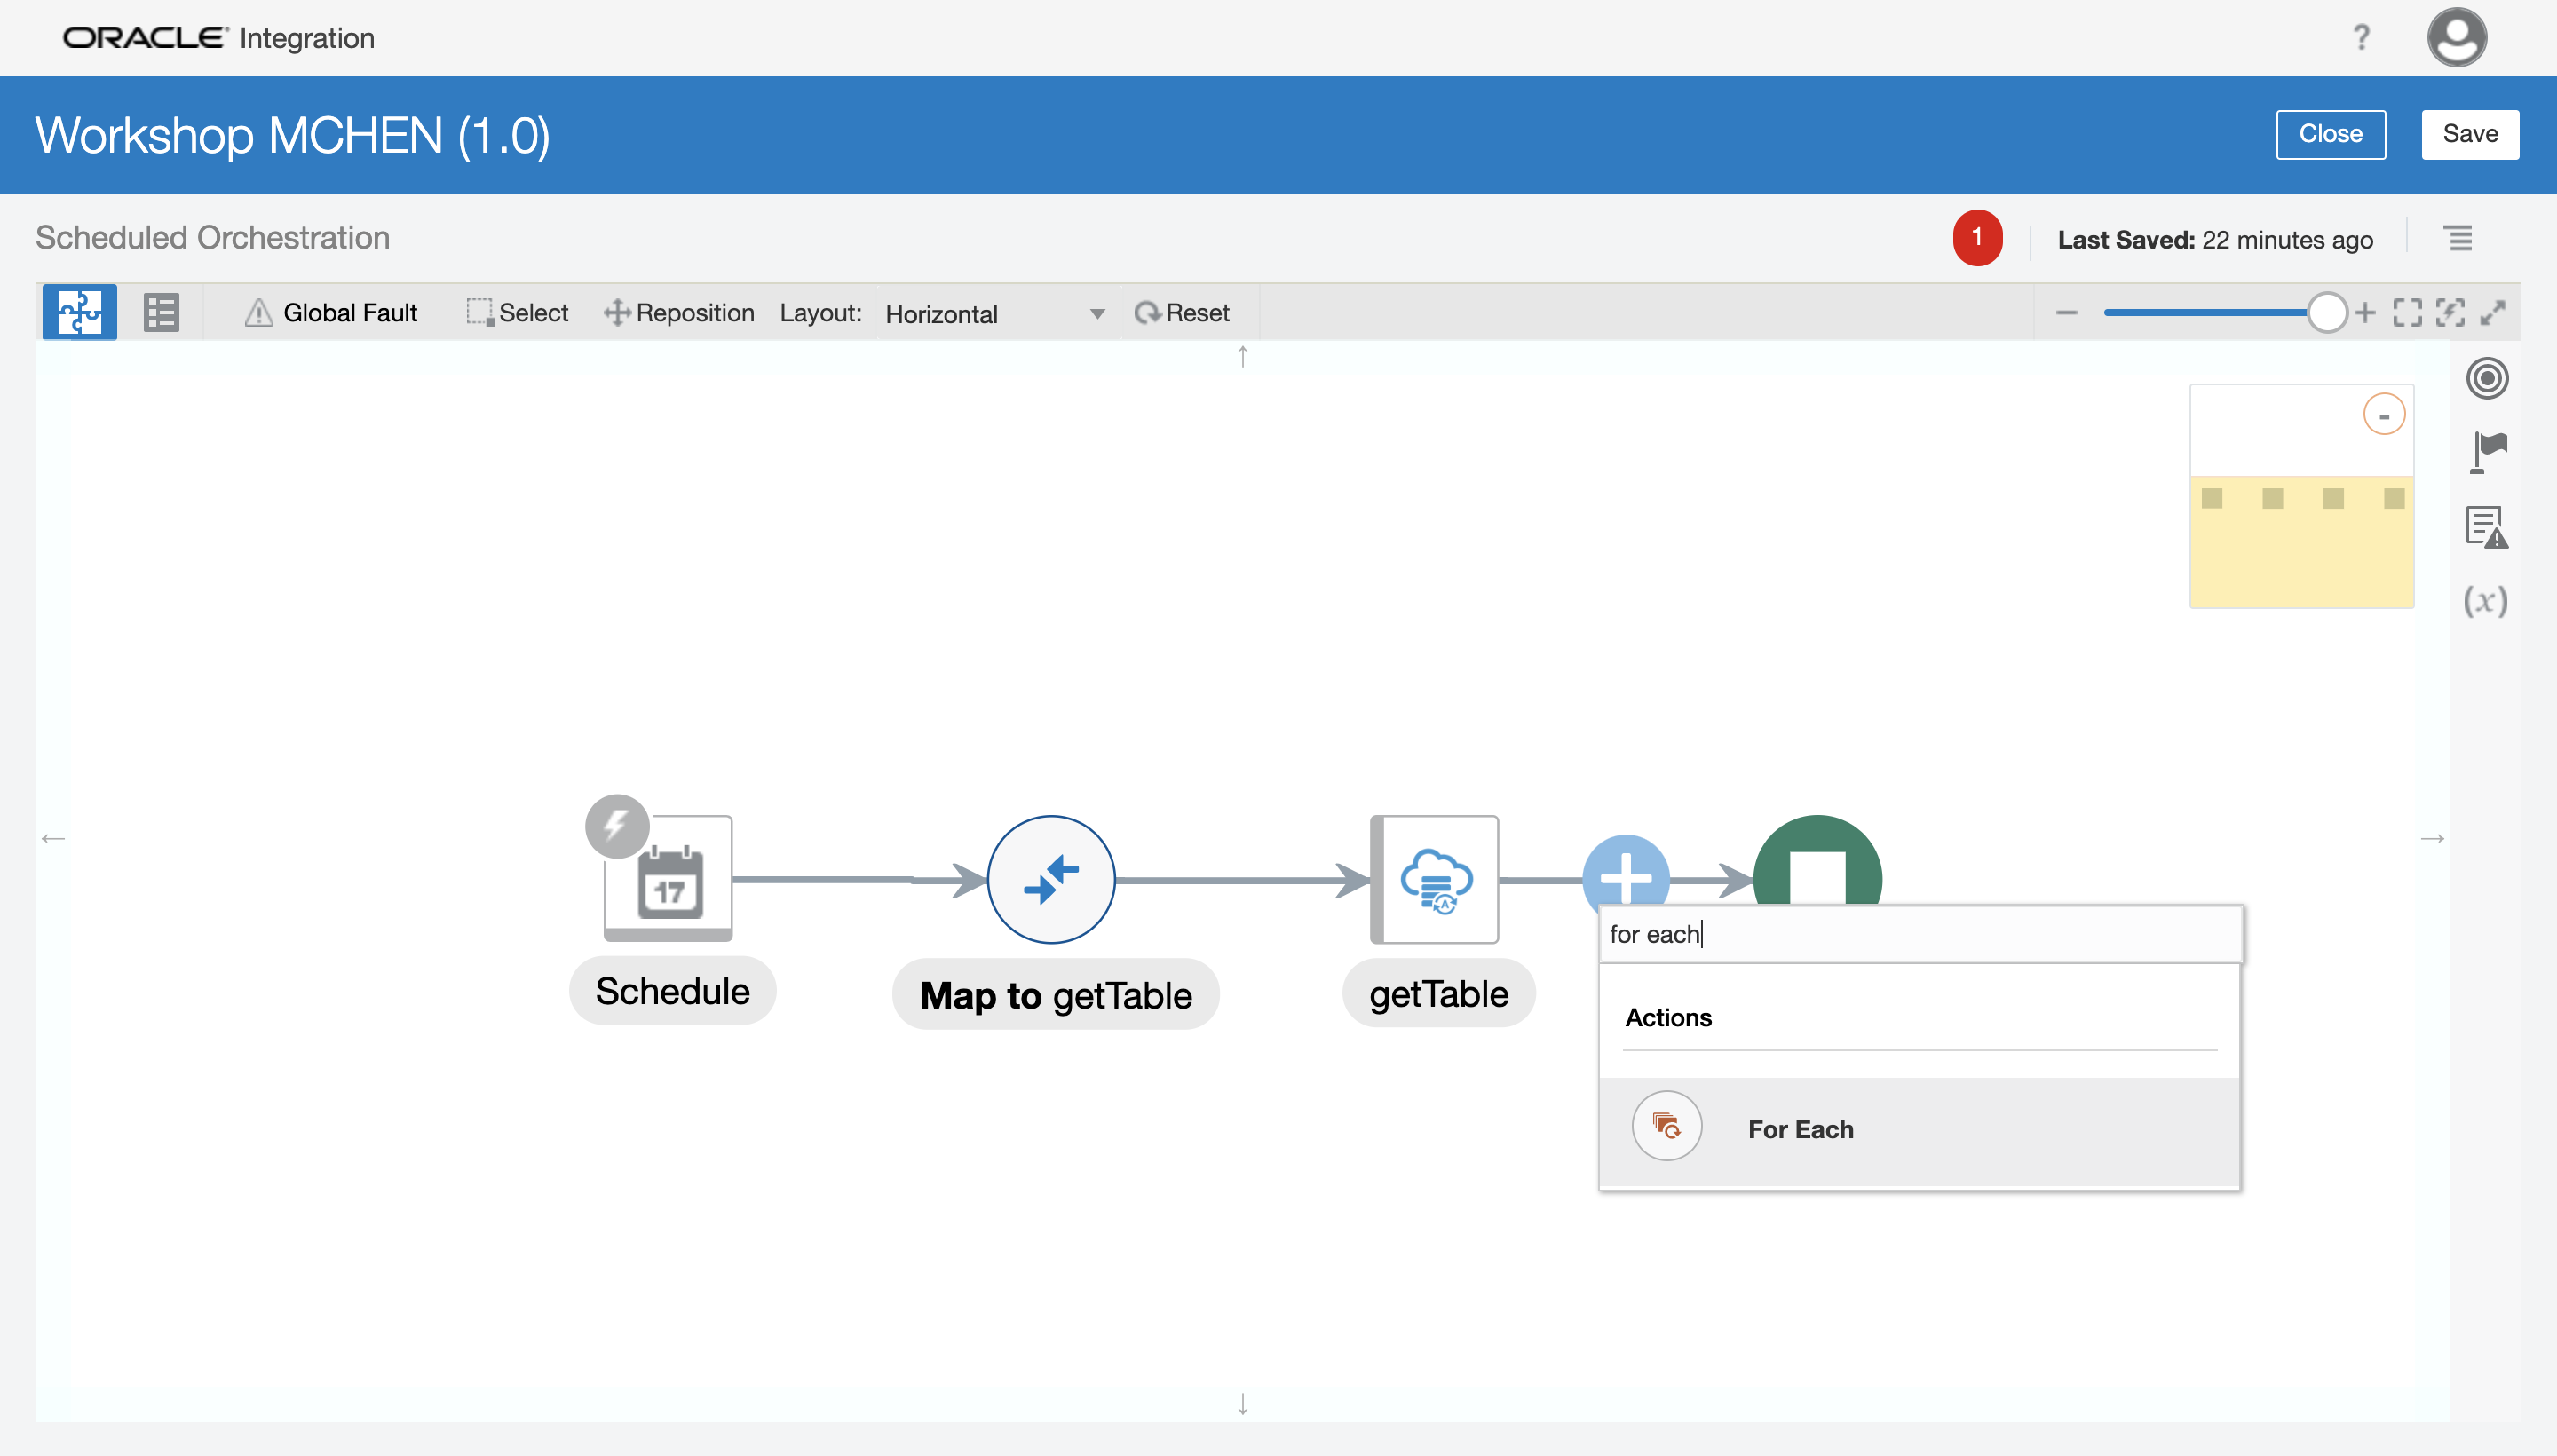 ORACLE Integration
?
Workshop MCHEN (1.0)
Close
Save
Scheduled Orchestration
1
Last Saved: 22 minutes ago
Global Fault
Select
Reposition
Layout:
Horizontal
Reset
(x)
17
A
Schedule
Map to getTable
getTable
for each
Actions
For Each